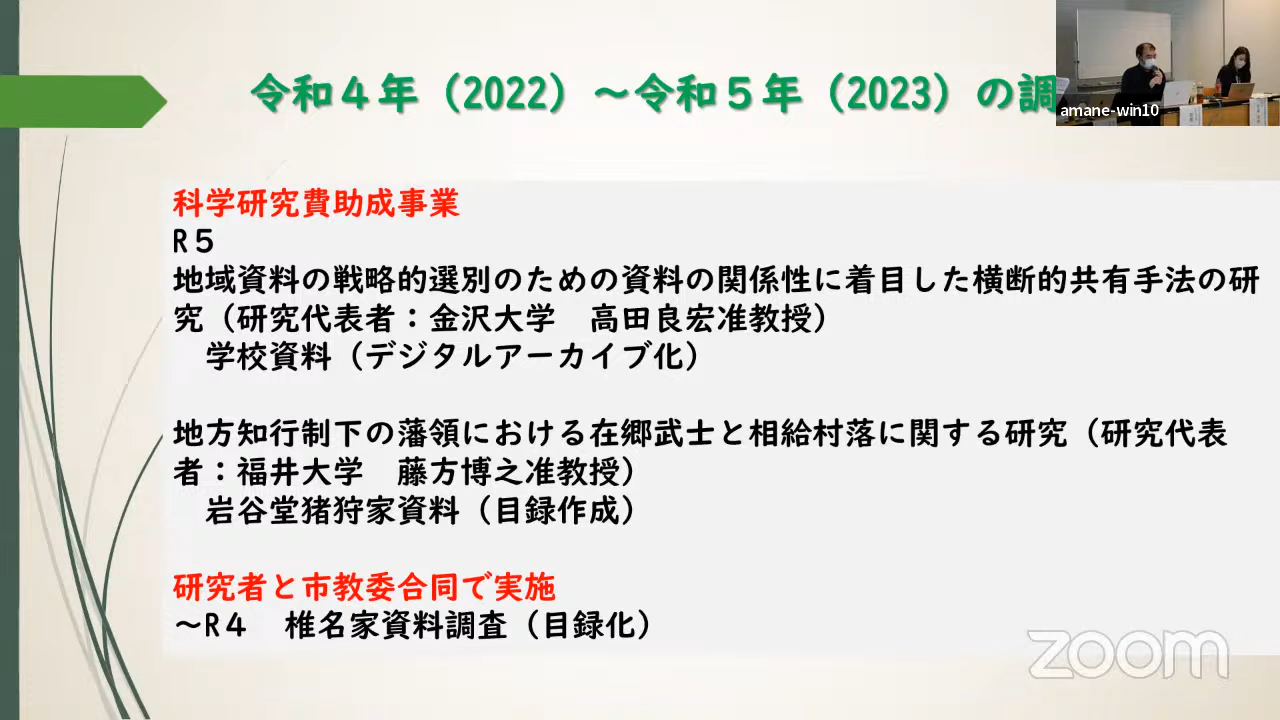 令和４年（2022）～令和５年（2023）の調
amane-win10
科学研究費助成事業
R５
地域資料の戦略的選別のための資料の関係性に着目した横断的共有手法の研
究（研究代表者：金沢大学　高田良宏准教授）
　学校資料（デジタルアーカイブ化）
地方知行制下の藩領における在郷武士と相給村落に関する研究（研究代表
者：福井大学　藤方博之准教授）
　岩谷堂猪狩家資料（目録作成）
研究者と市教委合同で実施
～R４　椎名家資料調査（目録化）
zoom